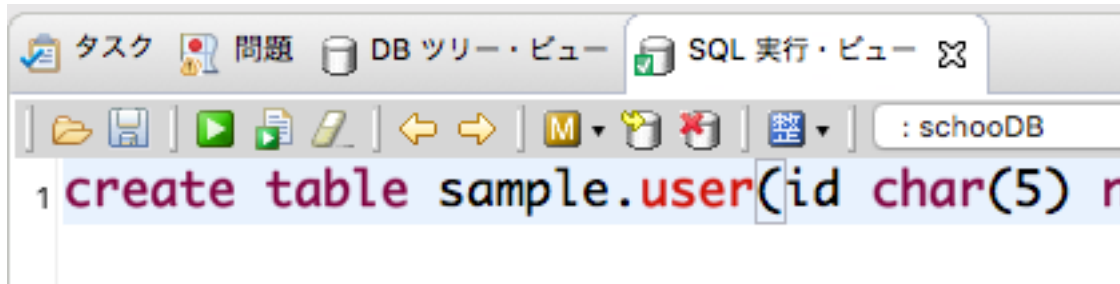 タスク 問題 DB ツリー・ビュー SQL 実行・ビュー
M 整 : schooDB
1 create table sample.user(id char(5)